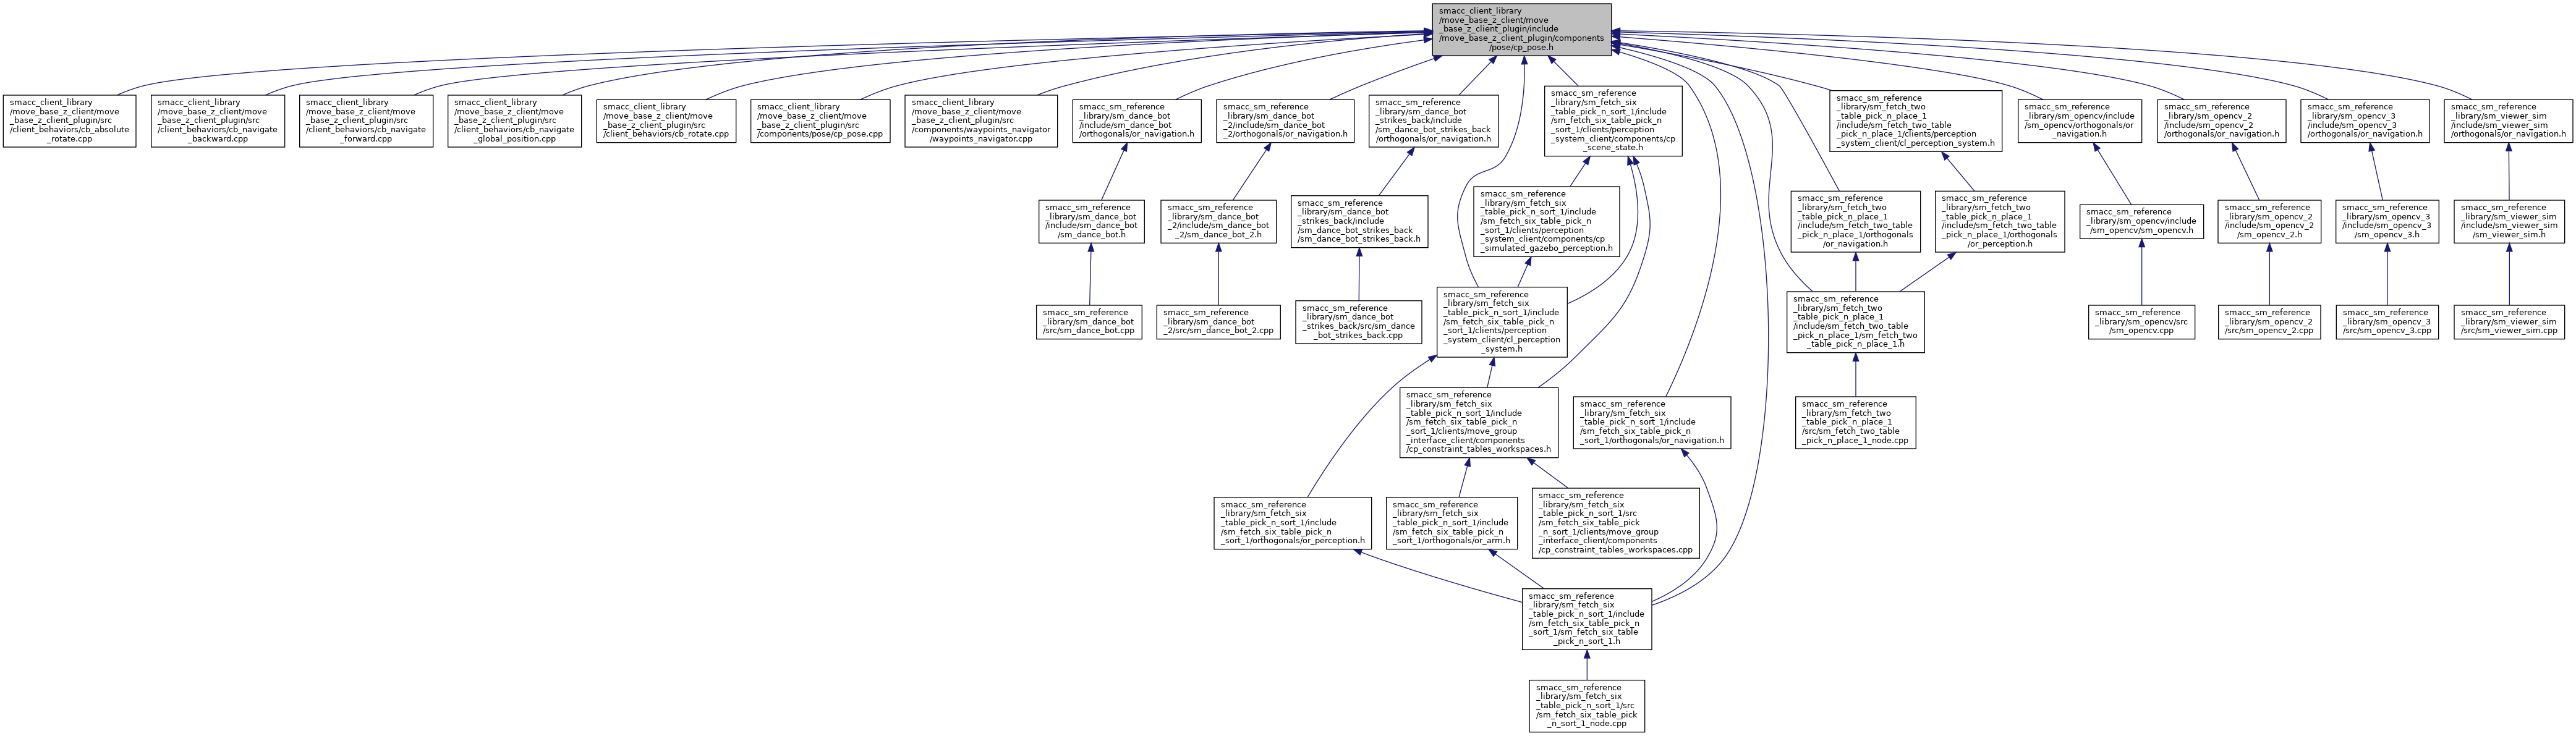 smacc_client_library
/move_base_z_client/move
_base_z_client_plugin/include
/move_base_z_client_plugin/components
/pose/cp_pose.h
smacc_client_library
/move_base_z_client/move
_base_z_client_plugin/src
/client_behaviors/cb_absolute
_rotate.cpp
smacc_client_library
/move_base_z_client/move
_base_z_client_plugin/src
/client_behaviors/cb_navigate
_backward.cpp
smacc_client_library
/move_base_z_client/move
_base_z_client_plugin/src
/client_behaviors/cb_navigate
_forward.cpp
smacc_client_library
/move_base_z_client/move
_base_z_client_plugin/src
/client_behaviors/cb_navigate
_global_position.cpp
smacc_client_library
/move_base_z_client/move
_base_z_client_plugin/src
/client_behaviors/cb_rotate.cpp
smacc_client_library
/move_base_z_client/move
_base_z_client_plugin/src
/components/pose/cp_pose.cpp
smacc_client_library
/move_base_z_client/move
_base_z_client_plugin/src
/components/waypoints_navigator
/waypoints_navigator.cpp
smacc_sm_reference
_library/sm_dance_bot
/include/sm_dance_bot
/orthogonals/or_navigation.h
smacc_sm_reference
_library/sm_dance_bot
_2/include/sm_dance_bot
_2/orthogonals/or_navigation.h
smacc_sm_reference
_library/sm_dance_bot
_strikes_back/include
/sm_dance_bot_strikes_back
/orthogonals/or_navigation.h
smacc_sm_reference
_library/sm_fetch_six
_table_pick_n_sort_1/include
/sm_fetch_six_table_pick_n
_sort_1/clients/perception
_system_client/components/cp
_scene_state.h
smacc_sm_reference
_library/sm_fetch_two
_table_pick_n_place_1
/include/sm_fetch_two_table
_pick_n_place_1/clients/perception
_system_client/cl_perception_system.h
smacc_sm_reference
_library/sm_opencv/include
/sm_opencv/orthogonals/or
_navigation.h
smacc_sm_reference
_library/sm_opencv_2
/include/sm_opencv_2
/orthogonals/or_navigation.h
smacc_sm_reference
_library/sm_opencv_3
/include/sm_opencv_3
/orthogonals/or_navigation.h
smacc_sm_reference
_library/sm_viewer_sim
/include/sm_viewer_sim
/orthogonals/or_navigation.h
smacc_sm_reference
_library/sm_dance_bot
/include/sm_dance_bot
/sm_dance_bot.h
smacc_sm_reference
_library/sm_dance_bot
_2/include/sm_dance_bot
_2/sm_dance_bot_2.h
smacc_sm_reference
_library/sm_dance_bot
_strikes_back/include
/sm_dance_bot_strikes_back
/sm_dance_bot_strikes_back.h
smacc_sm_reference
_library/sm_fetch_six
_table_pick_n_sort_1/include
/sm_fetch_six_table_pick_n
_sort_1/clients/perception
_system_client/components/cp
_simulated_gazebo_perception.h
smacc_sm_reference
_library/sm_fetch_two
_table_pick_n_place_1
/include/sm_fetch_two_table
_pick_n_place_1/orthogonals
/or_navigation.h
smacc_sm_reference
_library/sm_fetch_two
_table_pick_n_place_1
/include/sm_fetch_two_table
_pick_n_place_1/orthogonals
/or_perception.h
smacc_sm_reference
_library/sm_opencv/include
/sm_opencv/sm_opencv.h
smacc_sm_reference
_library/sm_opencv_2
/include/sm_opencv_2
/sm_opencv_2.h
smacc_sm_reference
_library/sm_opencv_3
/include/sm_opencv_3
/sm_opencv_3.h
smacc_sm_reference
_library/sm_viewer_sim
/include/sm_viewer_sim
/sm_viewer_sim.h
smacc_sm_reference
_library/sm_dance_bot
/src/sm_dance_bot.cpp
smacc_sm_reference
_library/sm_dance_bot
_2/src/sm_dance_bot_2.cpp
smacc_sm_reference
_library/sm_dance_bot
_strikes_back/src/sm_dance
_bot_strikes_back.cpp
smacc_sm_reference
_library/sm_fetch_six
_table_pick_n_sort_1/include
/sm_fetch_six_table_pick_n
_sort_1/clients/perception
_system_client/cl_perception
_system.h
smacc_sm_reference
_library/sm_fetch_two
_table_pick_n_place_1
/include/sm_fetch_two_table
_pick_n_place_1/sm_fetch_two
_table_pick_n_place_1.h
smacc_sm_reference
_library/sm_opencv/src
/sm_opencv.cpp
smacc_sm_reference
_library/sm_opencv_2
/src/sm_opencv_2.cpp
smacc_sm_reference
_library/sm_opencv_3
/src/sm_opencv_3.cpp
smacc_sm_reference
_library/sm_viewer_sim
/src/sm_viewer_sim.cpp
smacc_sm_reference
_library/sm_fetch_six
_table_pick_n_sort_1/include
/sm_fetch_six_table_pick_n
_sort_1/clients/move_group
_interface_client/components
/cp_constraint_tables_workspaces.h
smacc_sm_reference
_library/sm_fetch_six
_table_pick_n_sort_1/include
/sm_fetch_six_table_pick_n
_sort_1/orthogonals/or_navigation.h
smacc_sm_reference
_library/sm_fetch_two
_table_pick_n_place_1
/src/sm_fetch_two_table
_pick_n_place_1_node.cpp
smacc_sm_reference
_library/sm_fetch_six
_table_pick_n_sort_1/include
/sm_fetch_six_table_pick_n
_sort_1/orthogonals/or_perception.h
smacc_sm_reference
_library/sm_fetch_six
_table_pick_n_sort_1/include
/sm_fetch_six_table_pick_n
_sort_1/orthogonals/or_arm.h
smacc_sm_reference
_library/sm_fetch_six
_table_pick_n_sort_1/src
/sm_fetch_six_table_pick
_n_sort_1/clients/move_group
_interface_client/components
/cp_constraint_tables_workspaces.cpp
smacc_sm_reference
_library/sm_fetch_six
_table_pick_n_sort_1/include
/sm_fetch_six_table_pick_n
_sort_1/sm_fetch_six_table
_pick_n_sort_1.h
smacc_sm_reference
_library/sm_fetch_six
_table_pick_n_sort_1/src
/sm_fetch_six_table_pick
_n_sort_1_node.cpp